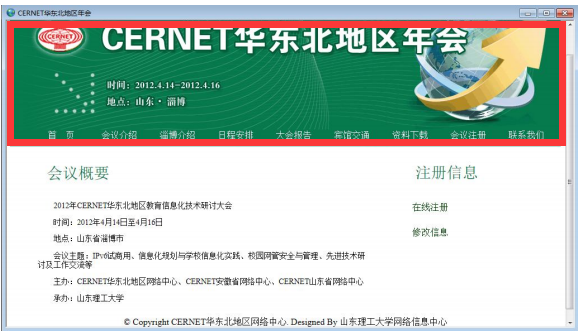 CERNET华东北地区年会
CERNET
CERNET华东北地区年会
时间：2012.4.14-2012.4.16
地点：山东·淄博
首 页 会议介绍 淄博介绍 日程安排 大会报告 宾馆交通 资料下载 会议注册 联系我们
会议概要
注册信息
2012年CERNET华东北地区教育信息化技术研讨大会
在线注册
时间：2012年4月14日至4月16日
修改信息
地点：山东省淄博市
会议主题：IPv6试商用、信息化规划与学校信息化实践、校园网管安全与管理、先进技术研
讨及工作交流等
主办：CERNET华东北地区网络中心、CERNET安徽省网络中心、CERNET山东省网络中心
承办：山东理工大学
© Copyright CERNET华东北地区网络中心. Designed By 山东理工大学网络信息中心